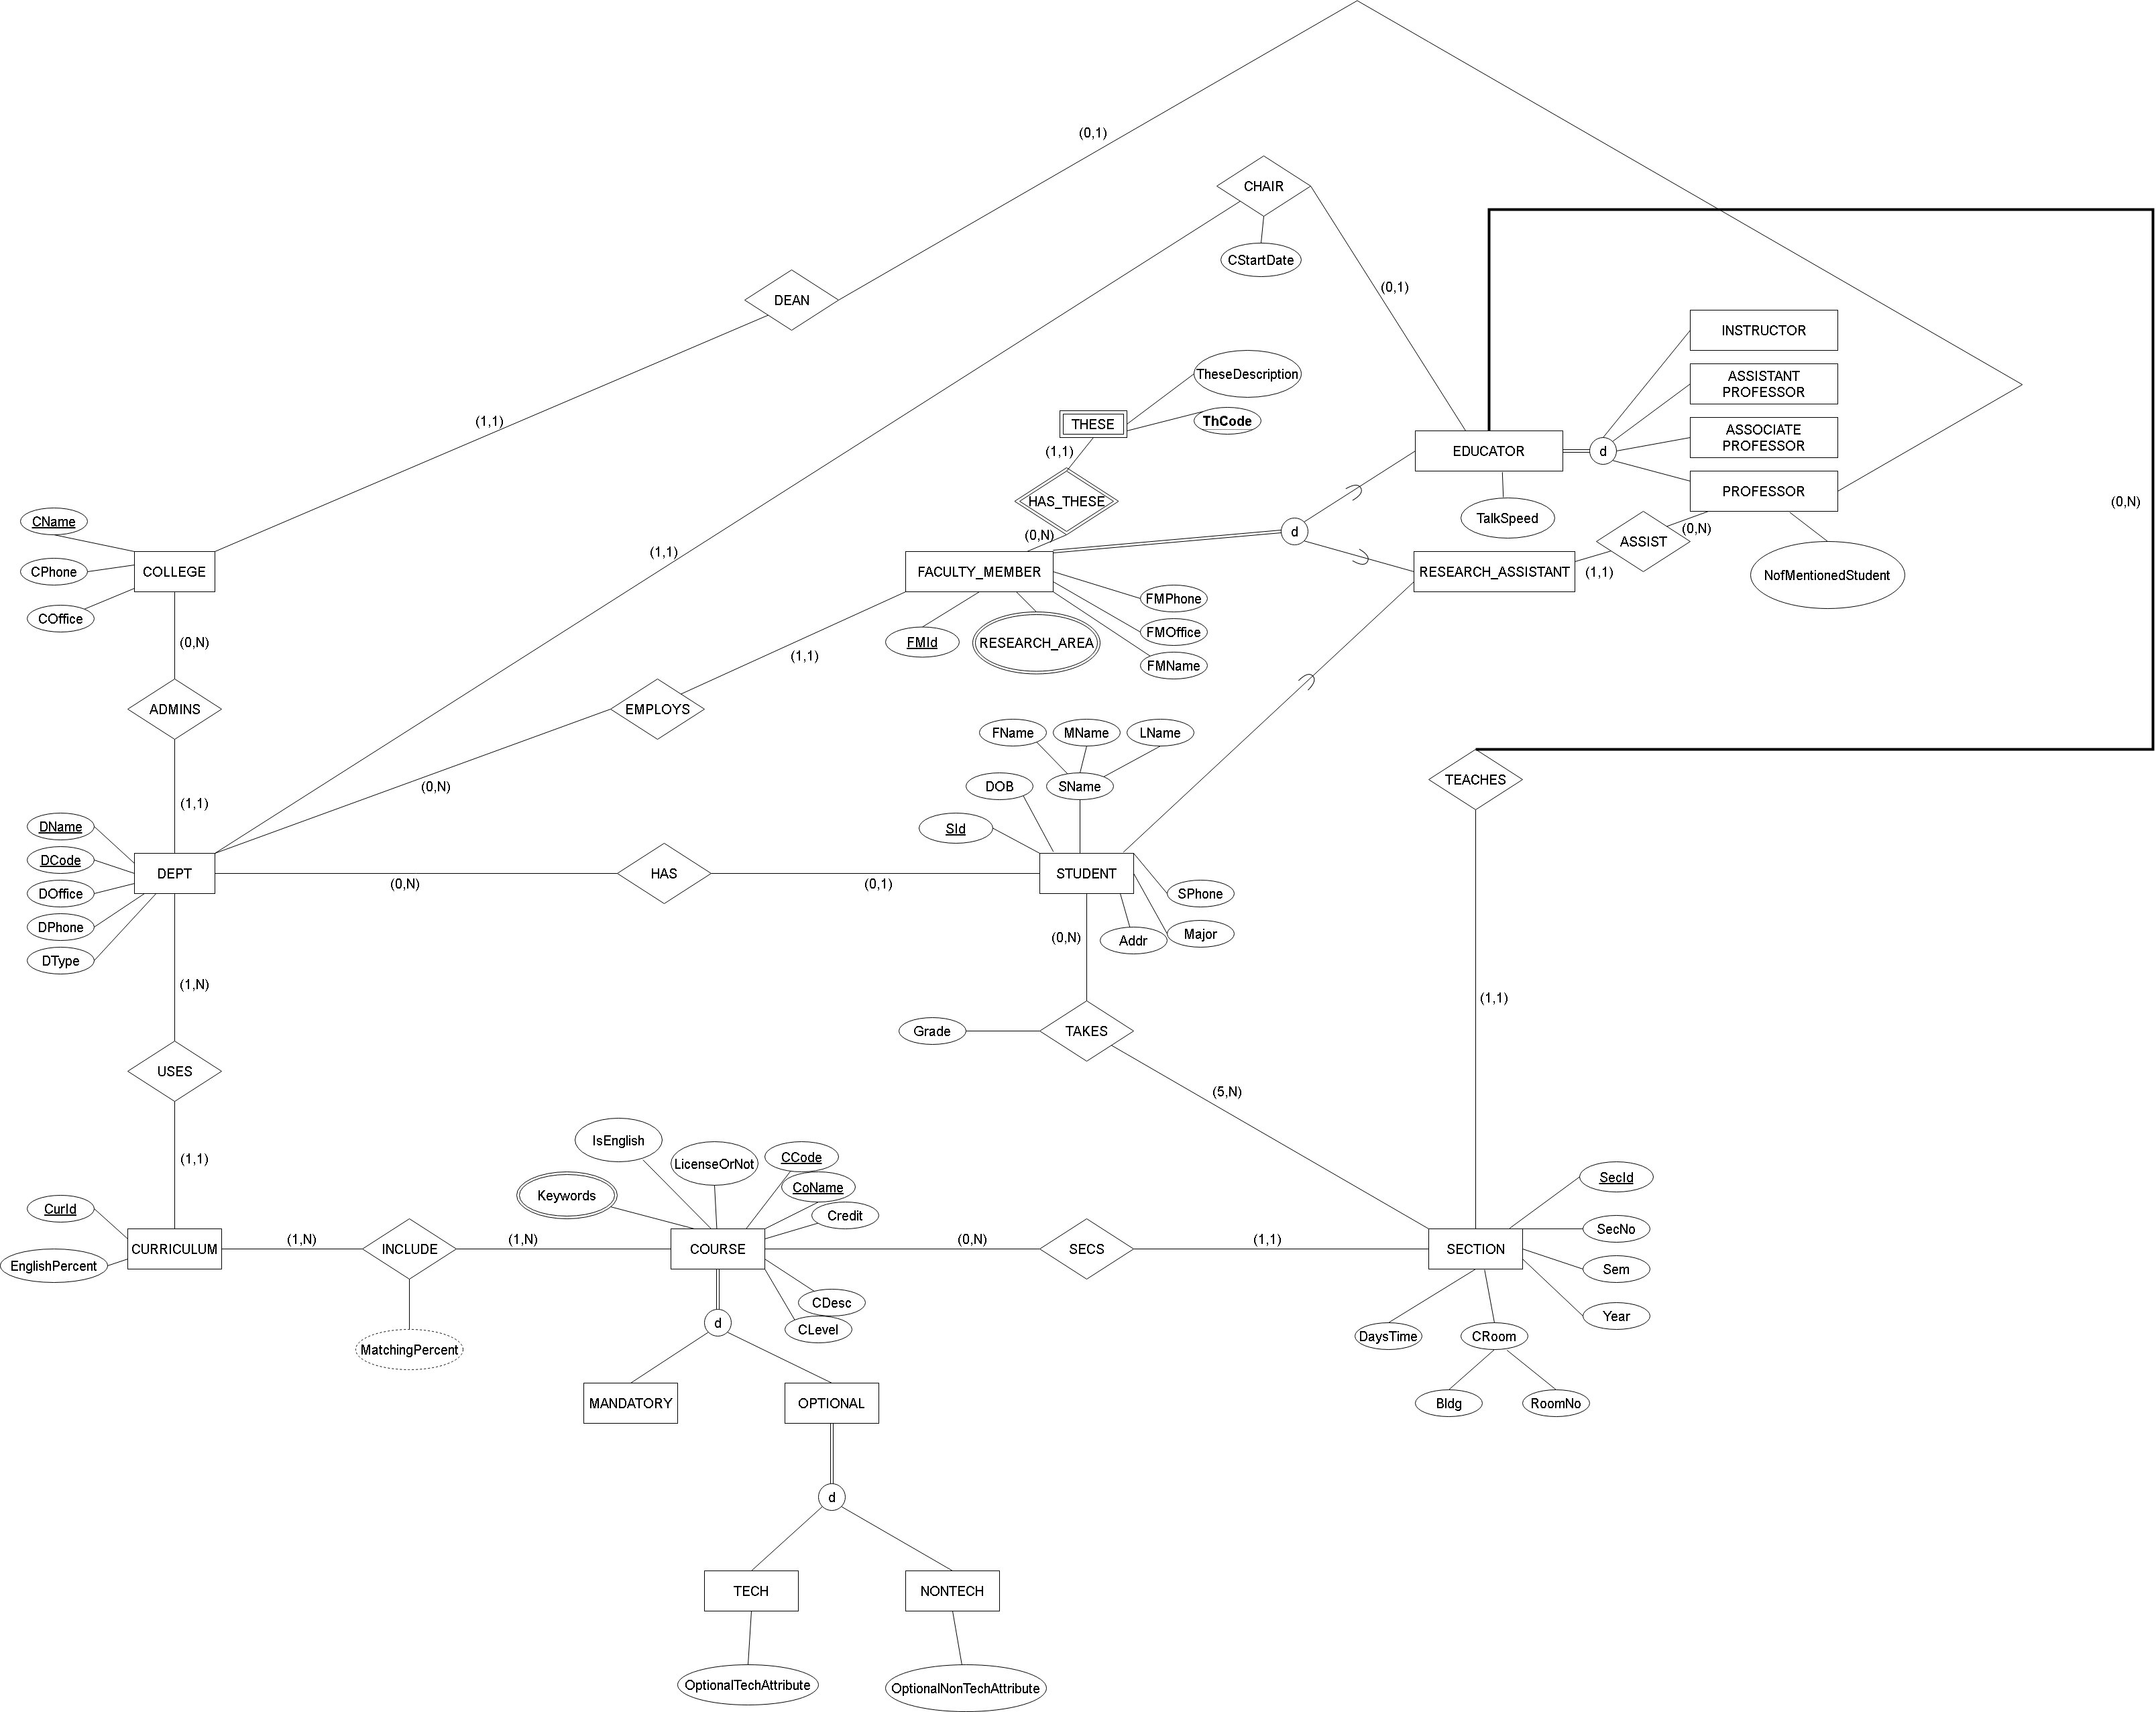 (0,1)
CHAIR
CStartDate
DEAN
(0,1)
INSTRUCTOR
ASSISTANT
PROFESSOR
TheseDescription
ThCode
THESE
(1,1)
(1,1)
ASSOCIATE
PROFESSOR
EDUCATOR
d
PROFESSOR
(0,N)
HAS_THESE
TalkSpeed
CName
(0,N)
d
(0,N)
ASSIST
(1,1)
CPhone
COLLEGE
FACULTY_MEMBER
RESEARCH_ASSISTANT
(1,1)
NofMentionedStudent
COffice
FMPhone
FMOffice
(0,N)
FMId
RESEARCH_AREA
(1,1)
FMName
ADMINS
EMPLOYS
FName
MName
LName
TEACHES
(0,N)
DOB
SName
(1,1)
DName
SId
DCode
DEPT
HAS
STUDENT
(0,N)
(0,1)
DOffice
SPhone
DPhone
Major
(0,N)
Addr
DType
(1,N)
(1,1)
Grade
TAKES
USES
(5,N)
IsEnglish
(1,1)
LicenseOrNot
CCode
SecId
Keywords
CoName
CurId
Credit
SecNo
(1,N)
(1,N)
(0,N)
(1,1)
CURRICULUM
INCLUDE
COURSE
SECS
SECTION
EnglishPercent
Sem
CDesc
Year
d
CLevel
DaysTime
CRoom
MatchingPercent
MANDATORY
OPTIONAL
Bldg
RoomNo
d
TECH
NONTECH
OptionalTechAttribute
OptionalNonTechAttribute